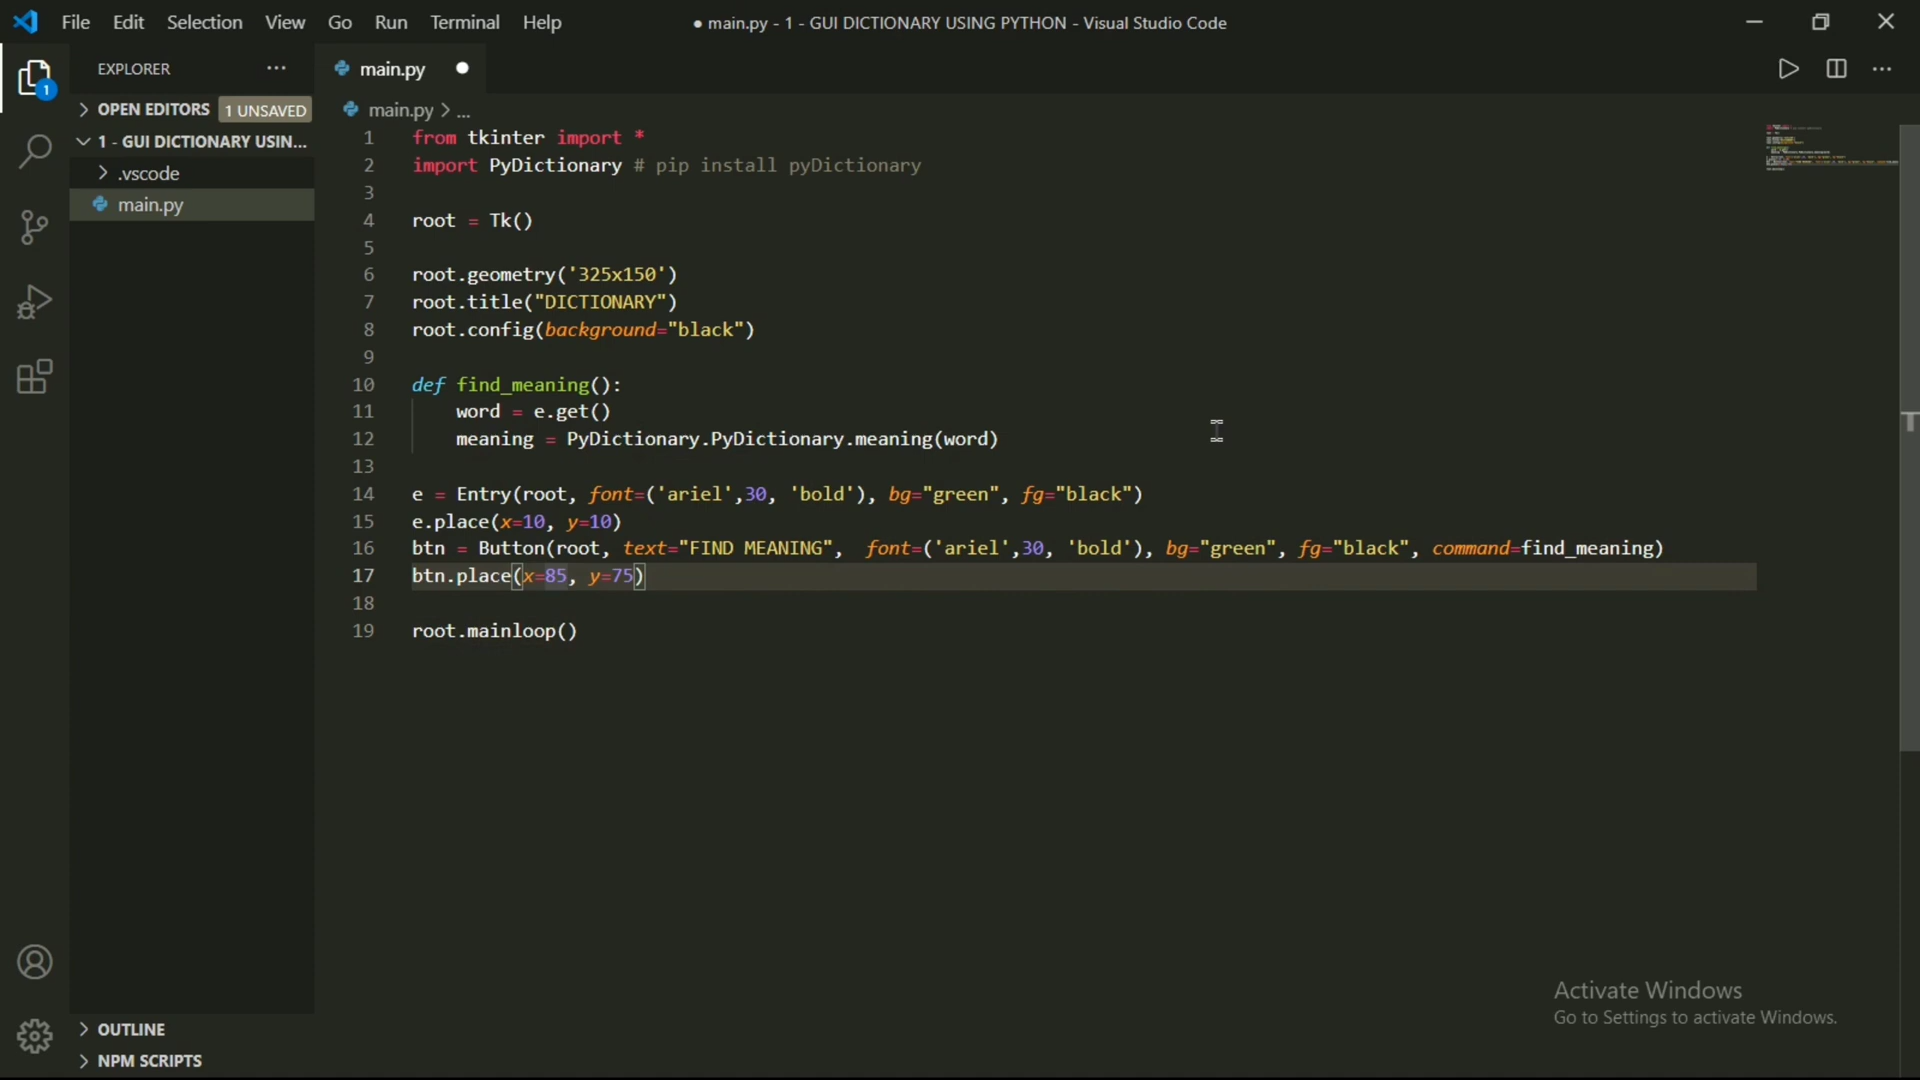 File Edit Selection View Go Run Terminal Help
● main.py - 1 - GUI DICTIONARY USING PYTHON - Visual Studio Code
EXPLORER
main.py
OPEN EDITORS 1 UNSAVED
1 - GUI DICTIONARY USIN...
.vscode
main.py
1
main.py > ...
1 from tkinter import *
2 import PyDictionary # pip install pyDictionary
3
4 root = Tk()
5
6 root.geometry('325x150')
7 root.title("DICTIONARY")
8 root.config(background="black")
9
10 def find_meaning():
11     word = e.get()
12     meaning = PyDictionary.PyDictionary.meaning(word)
13
14 e = Entry(root, font=('ariel',30, 'bold'), bg="green", fg="black")
15 e.place(x=10, y=10)
16 btn = Button(root, text="FIND MEANING",  font=('ariel',30, 'bold'), bg="green", fg="black", command=find_meaning)
17 btn.place(x=85, y=75)
18
19 root.mainloop()
OUTLINE
NPM SCRIPTS
Activate Windows
Go to Settings to activate Windows.